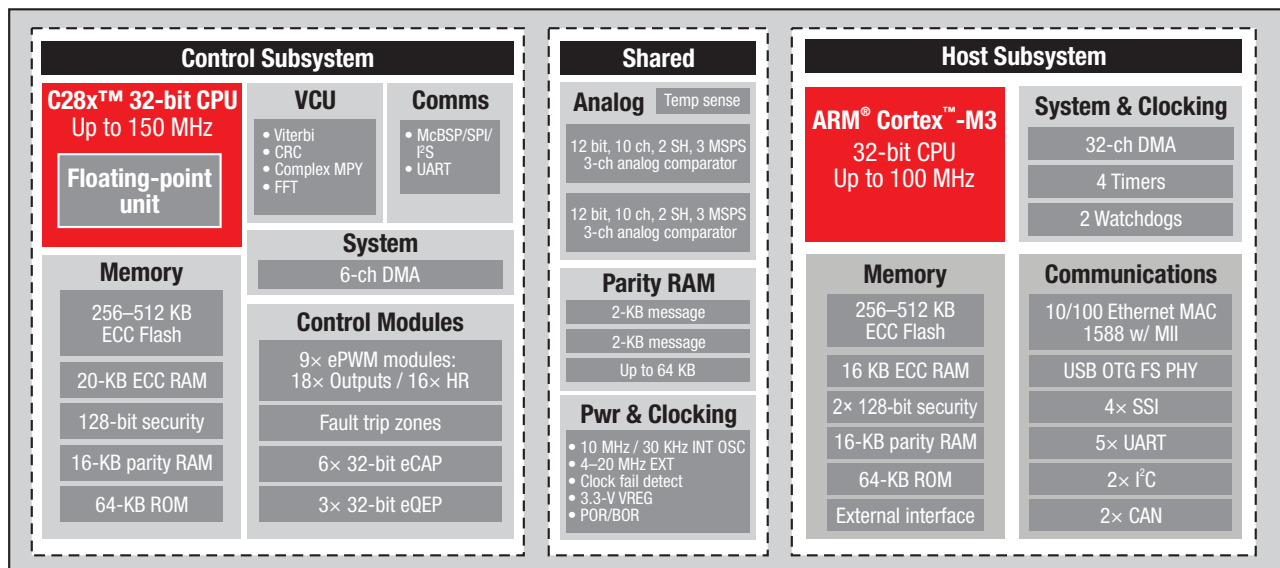 Control Subsystem
C28x™ 32-bit CPU
Up to 150 MHz
Floating-point
unit
VCU
• Viterbi
• CRC
• Complex MPY
• FFT
Comms
• McBSP/SPI/
I²S
• UART
System
6-ch DMA
Memory
256–512 KB
ECC Flash
20-KB ECC RAM
128-bit security
16-KB parity RAM
64-KB ROM
Control Modules
9× ePWM modules:
18× Outputs / 16× HR
Fault trip zones
6× 32-bit eCAP
3× 32-bit eQEP
Shared
Analog
Temp sense
12 bit, 10 ch, 2 SH, 3 MSPS
3-ch analog comparator
12 bit, 10 ch, 2 SH, 3 MSPS
3-ch analog comparator
Parity RAM
2-KB message
2-KB message
Up to 64 KB
Pwr & Clocking
• 10 MHz / 30 KHz INT OSC
• 4–20 MHz EXT
• Clock fail detect
• 3.3-V VREG
• POR/BOR
Host Subsystem
ARM® Cortex™-M3
32-bit CPU
Up to 100 MHz
System & Clocking
32-ch DMA
4 Timers
2 Watchdogs
Memory
256–512 KB
ECC Flash
16 KB ECC RAM
2× 128-bit security
16-KB parity RAM
64-KB ROM
External interface
Communications
10/100 Ethernet MAC
1588 w/ MII
USB OTG FS PHY
4× SSI
5× UART
2× I²C
2× CAN